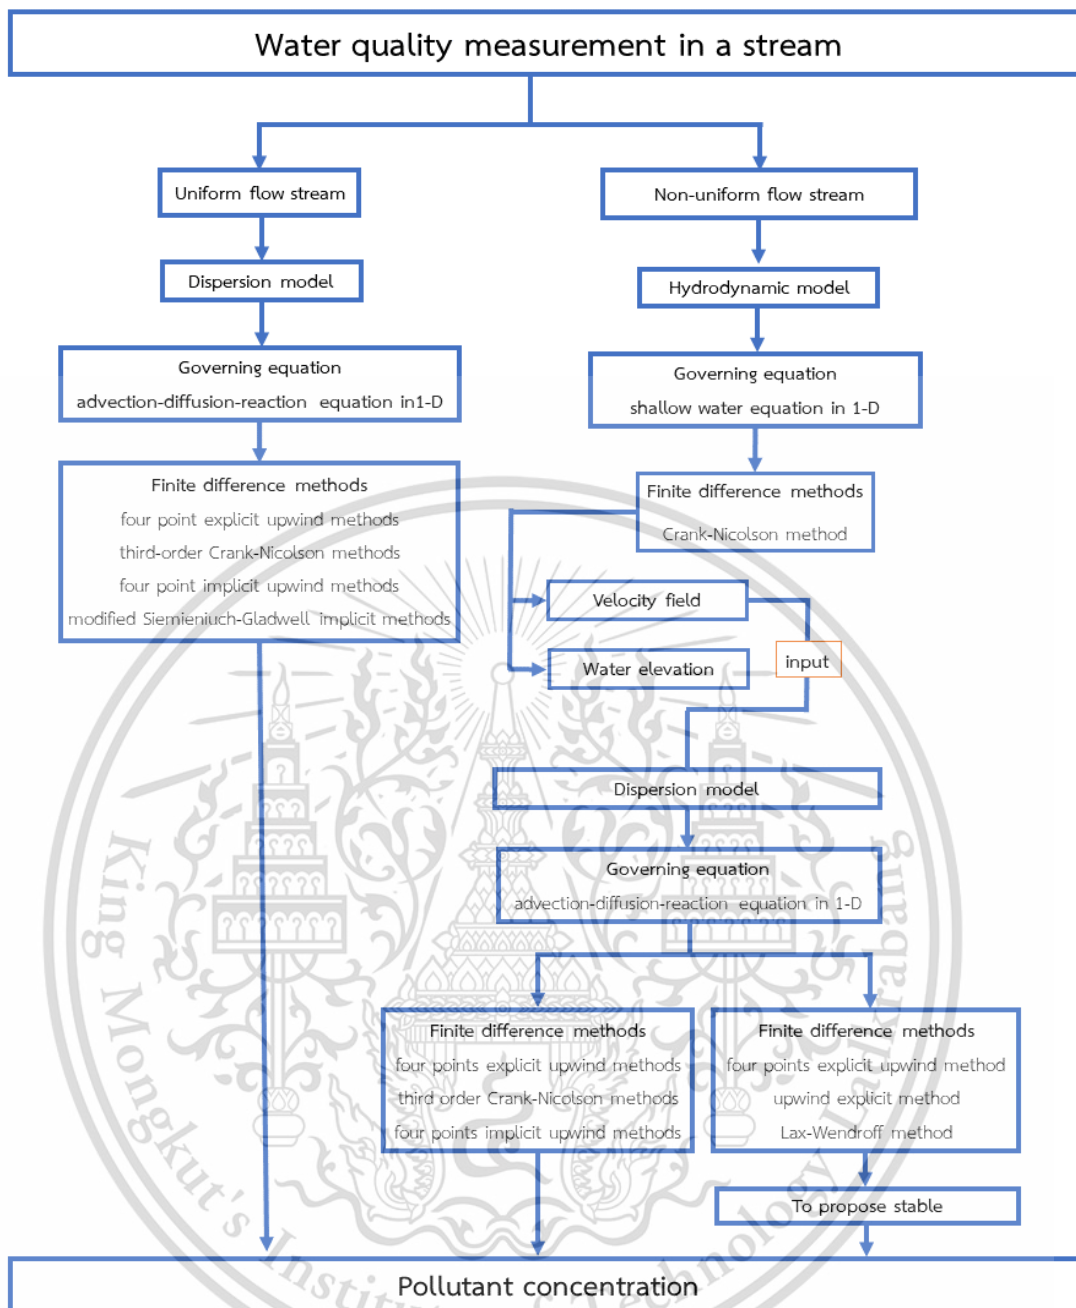 Water quality measurement in a stream
Uniform flow stream
Non-uniform flow stream
Dispersion model
Hydrodynamic model
Governing equation
advection-diffusion-reaction equation in1-D
Governing equation
shallow water equation in 1-D
Finite difference methods
four point explicit upwind methods
third-order Crank-Nicolson methods
four point implicit upwind methods
modified Siemieniuch-Gladwell implicit methods
Finite difference methods
Crank-Nicolson method
Velocity field
Water elevation
input
Dispersion model
Governing equation
advection-diffusion-reaction equation in 1-D
Finite difference methods
four points explicit upwind methods
third order Crank-Nicolson methods
four points implicit upwind methods
Finite difference methods
four points explicit upwind method
upwind explicit method
Lax-Wendroff method
To propose stable
Pollutant concentration
King Mongkut's Institute of Technology Ladkrabang